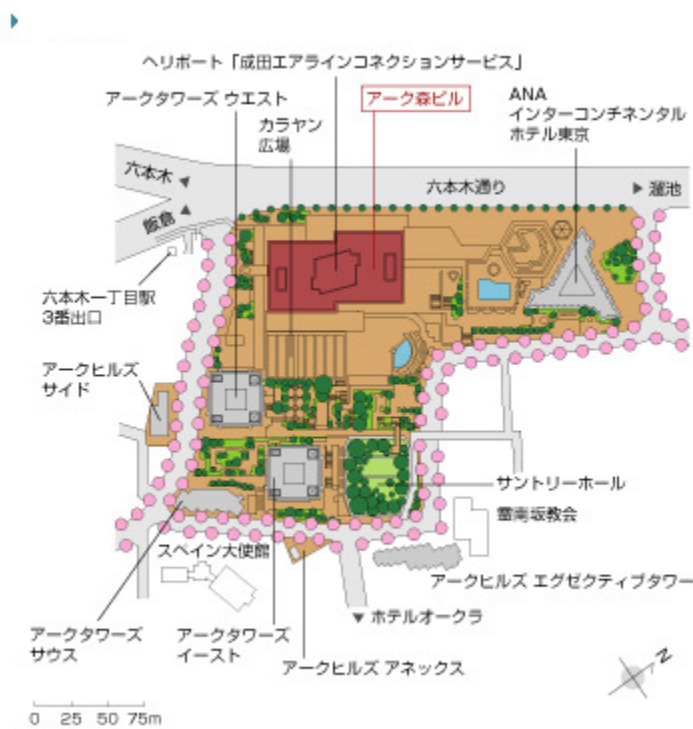 ヘリポート「成田エアラインコネクションサービス」
アークタワーズ ウエスト
アーク森ビル
ANA
インターコンチネンタル
ホテル東京
カラヤン
広場
六本木
六本木通り
溜池
飯倉
六本木一丁目駅
3番出口
アークヒルズ
サイド
サントリーホール
霊南坂教会
スペイン大使館
アークヒルズ エグゼクティブタワー
ホテルオークラ
アークタワーズ
サウス
アークタワーズ
イースト
アークヒルズ アネックス
N
0 25 50 75m